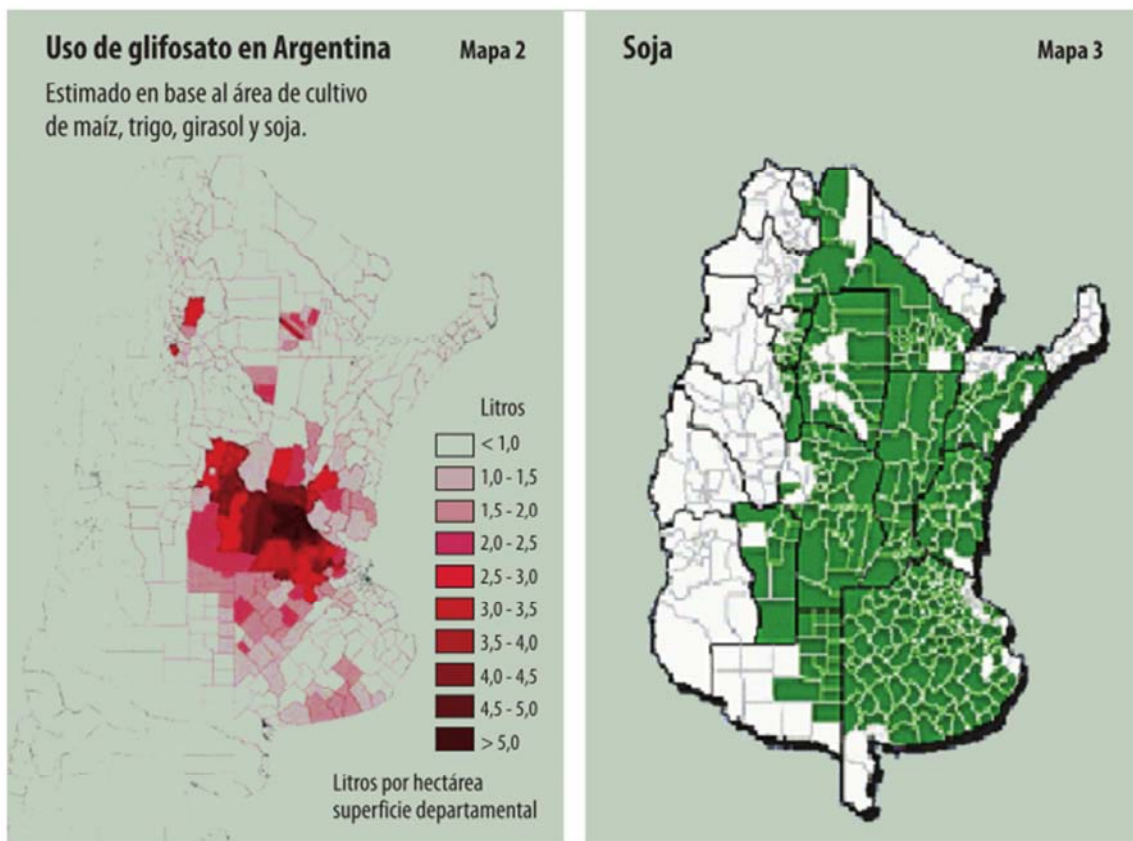 Uso de glifosato en Argentina
Mapa 2
Estimado en base al área de cultivo
de maíz, trigo, girasol y soja.
Litros
< 1,0
1,0 - 1,5
1,5 - 2,0
2,0 - 2,5
2,5 - 3,0
3,0 - 3,5
3,5 - 4,0
4,0 - 4,5
4,5 - 5,0
> 5,0
Litros por hectárea
superficie departamental
Soja
Mapa 3